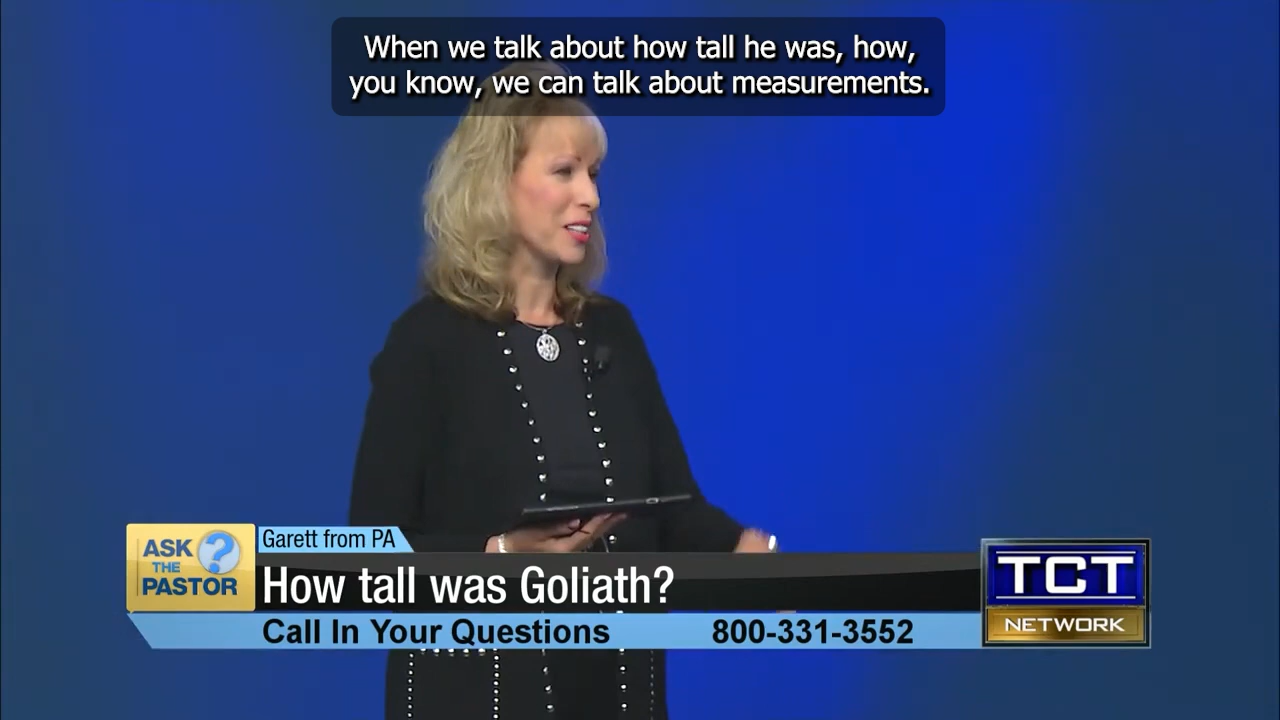 When we talk about how tall he was, how,
you know, we can talk about measurements.
ASK
THE
PASTOR
?
Garett from PA
How tall was Goliath?
Call In Your Questions 800-331-3552
TCT
NETWORK